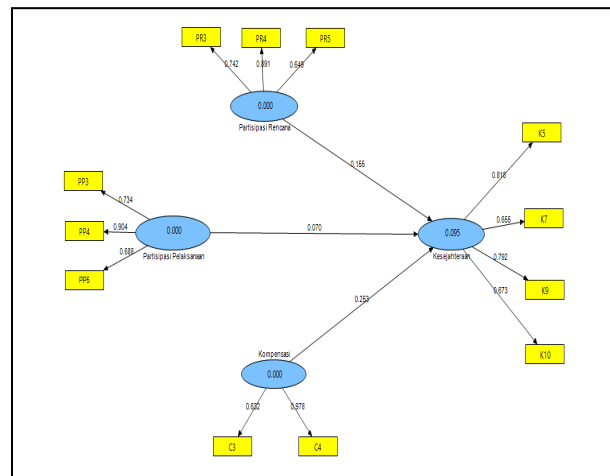 PR3
PR4
PR5
0.742
0.891
0.649
0.000
Partisipasi Rencana
0.155
K5
0.818
PP3
0.734
K7
0.655
PP4
0.904
0.000
0.070
0.095
Partisipasi Pelaksanaan
Kesejahteraan
PP6
0.688
0.792
K9
0.673
0.253
K10
Kompensasi
0.000
0.632
0.978
C3
C4